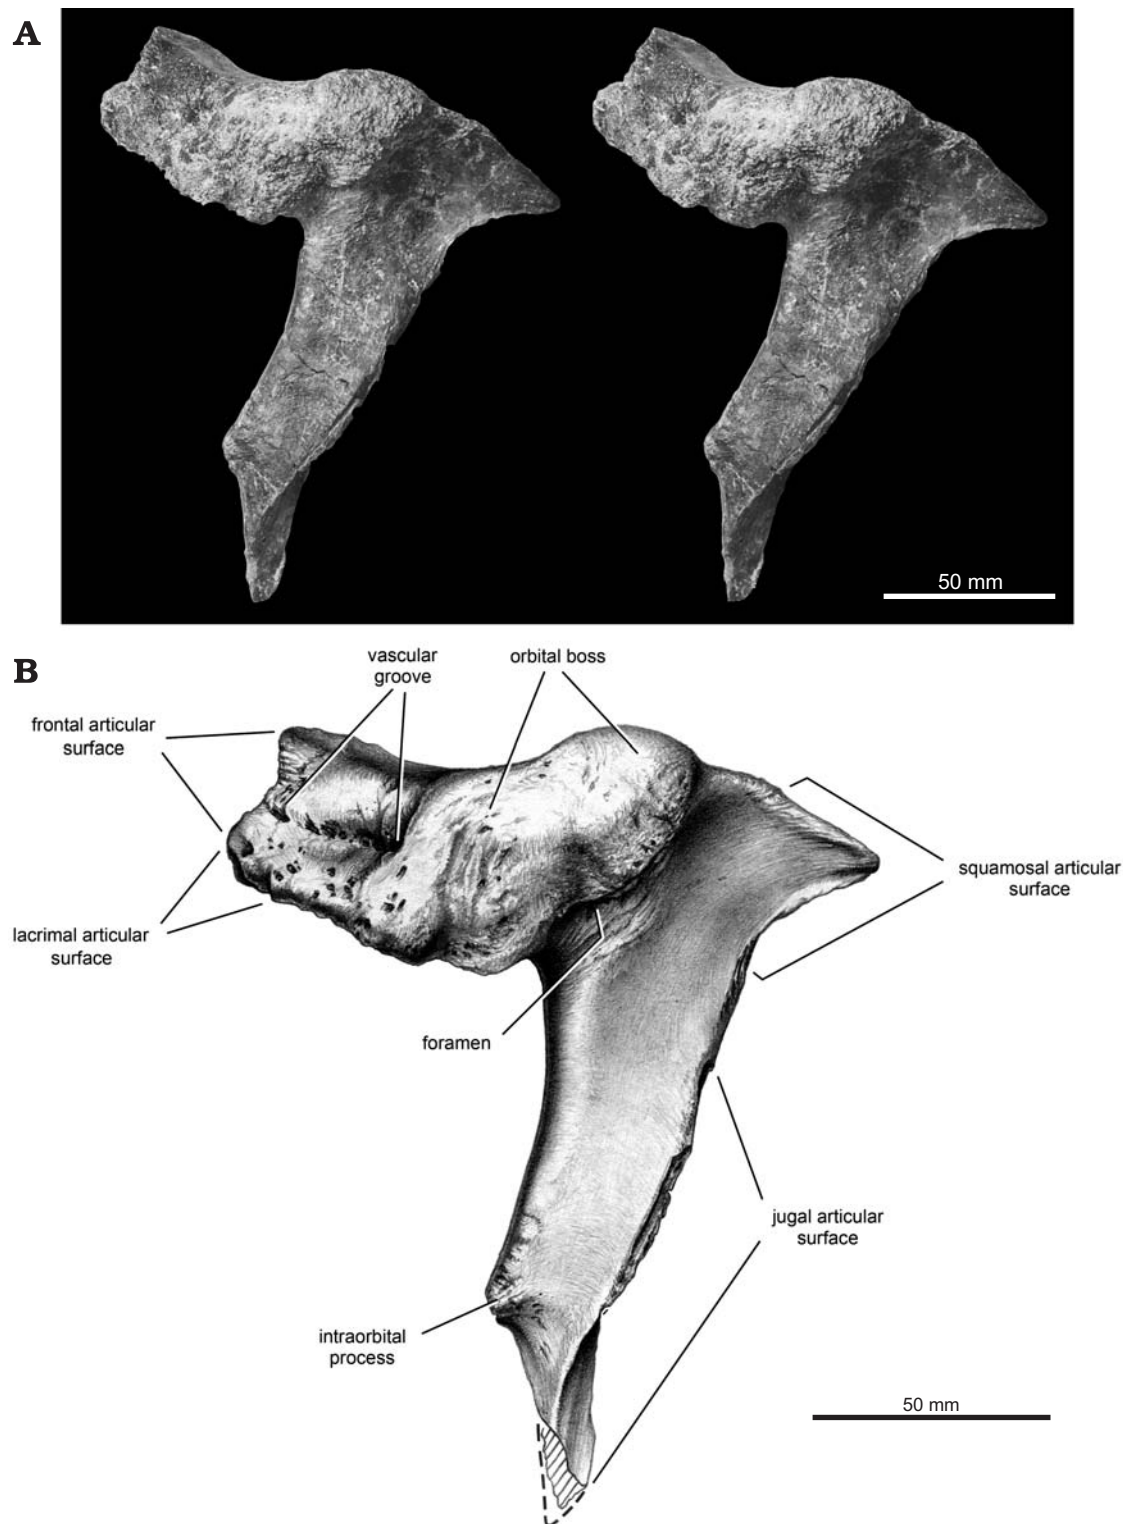 A
50 mm
B
vascular
groove
orbital boss
frontal articular
surface
squamosal articular
surface
lacrimal articular
surface
foramen
jugal articular
surface
intraorbital
process
50 mm